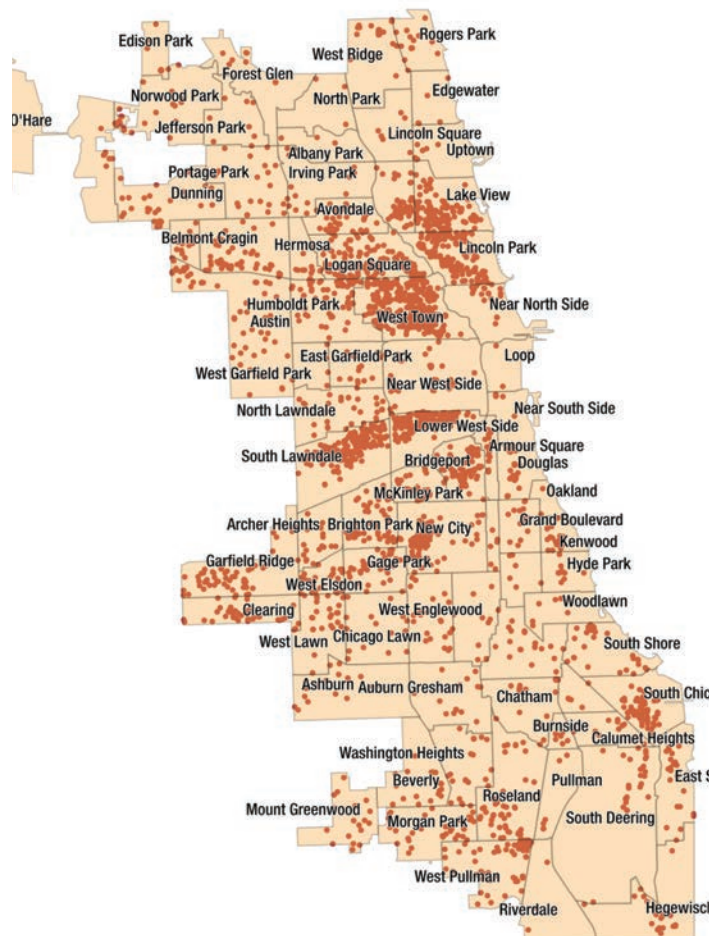 Edison Park
Rogers Park
West Ridge
Forest Glen
Norwood Park
North Park
Edgewater
O'Hare
Jefferson Park
Lincoln Square
Uptown
Albany Park
Portage Park
Irving Park
Dunning
Lake View
Avondale
Belmont Cragin
Hermosa
Lincoln Park
Logan Square
Humboldt Park
Near North Side
Austin
West Town
East Garfield Park
Loop
West Garfield Park
Near West Side
North Lawndale
Near South Side
Lower West Side
Armour Square
South Lawndale
Bridgeport
Douglas
McKinley Park
Oakland
Archer Heights
Brighton Park
New City
Grand Boulevard
Kenwood
Garfield Ridge
Gage Park
Hyde Park
West Elsdon
Woodlawn
Clearing
West Englewood
West Lawn
Chicago Lawn
South Shore
Ashburn
Auburn Gresham
Chatham
South Chic
Burnside
Calumet Heights
Washington Heights
Beverly
Pullman
East S
Mount Greenwood
Roseland
Morgan Park
South Deering
West Pullman
Riverdale
Hegewisch